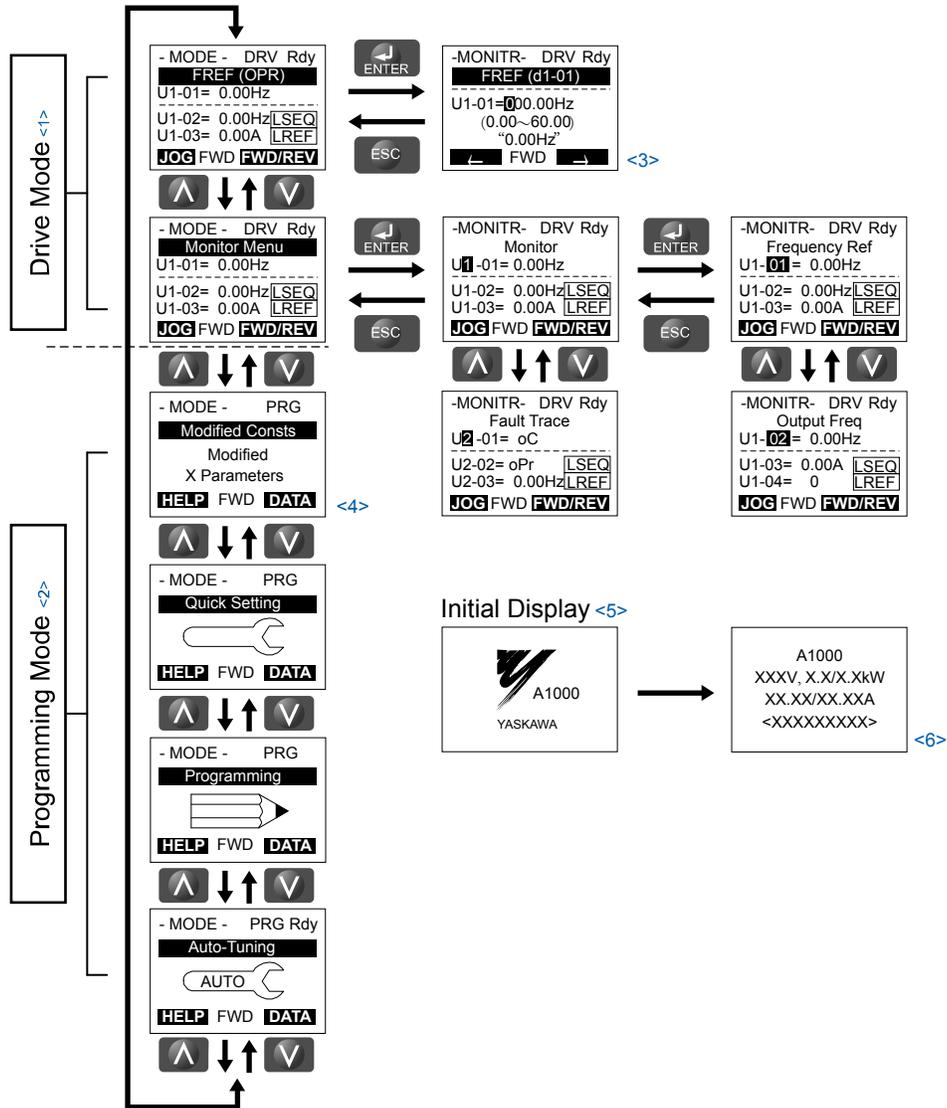 Drive Mode <1>
- MODE - DRV Rdy
FREF (OPR)
U1-01= 0.00Hz
U1-02= 0.00Hz LSEQ
U1-03= 0.00A LREF
JOG FWD FWD/REV
ENTER
ESC
-MONITR- DRV Rdy
FREF (d1-01)
U1-01=000.00Hz
(0.00~60.00)
“0.00Hz”
← FWD →
<3>
- MODE - DRV Rdy
Monitor Menu
U1-01= 0.00Hz
U1-02= 0.00Hz LSEQ
U1-03= 0.00A LREF
JOG FWD FWD/REV
ENTER
ESC
-MONITR- DRV Rdy
Monitor
U1 -01= 0.00Hz
U1-02= 0.00Hz LSEQ
U1-03= 0.00A LREF
JOG FWD FWD/REV
ENTER
ESC
-MONITR- DRV Rdy
Frequency Ref
U1- 01 = 0.00Hz
U1-02= 0.00Hz LSEQ
U1-03= 0.00A LREF
JOG FWD FWD/REV
-MONITR- DRV Rdy
Fault Trace
U2 -01= oC
U2-02= oPr LSEQ
U2-03= 0.00Hz LREF
JOG FWD FWD/REV
-MONITR- DRV Rdy
Output Freq
U1- 02 = 0.00Hz
U1-03= 0.00A LSEQ
U1-04= 0 LREF
JOG FWD FWD/REV
Programming Mode <2>
- MODE - PRG
Modified Consts
Modified
X Parameters
HELP FWD DATA
<4>
- MODE - PRG
Quick Setting
HELP FWD DATA
- MODE - PRG
Programming
HELP FWD DATA
- MODE - PRG Rdy
Auto-Tuning
AUTO
HELP FWD DATA
Initial Display <5>
A1000
YASKAWA
A1000
XXXV, X.X/X.XkW
XX.XX/XX.XXA
<XXXXXXXXX>
<6>